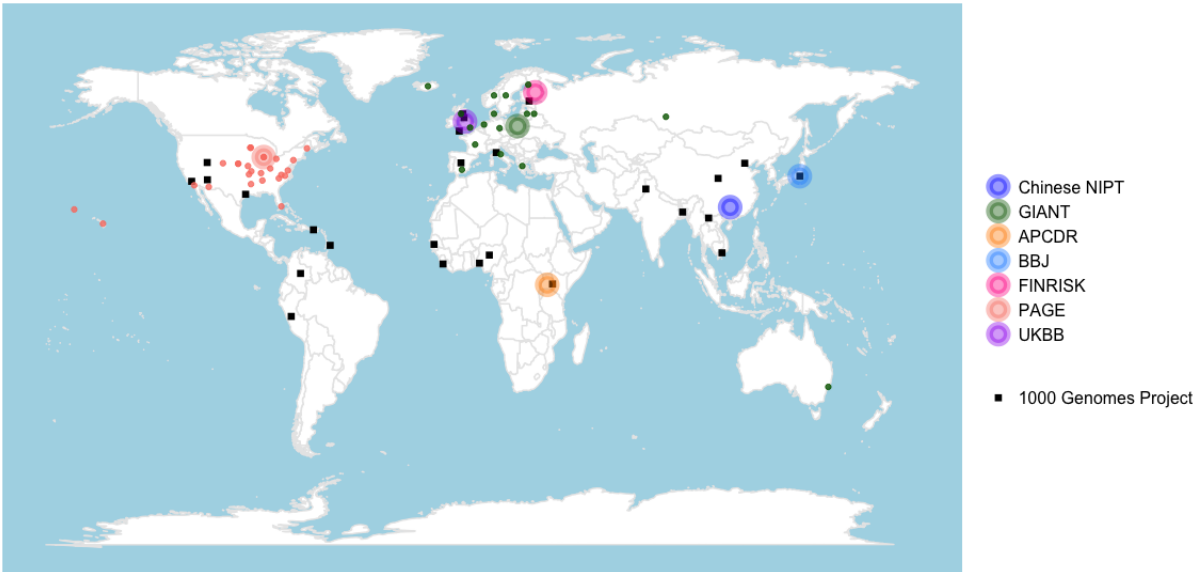 Chinese NIPT
GIANT
APCDR
BBJ
FINRISK
PAGE
UKBB
1000 Genomes Project